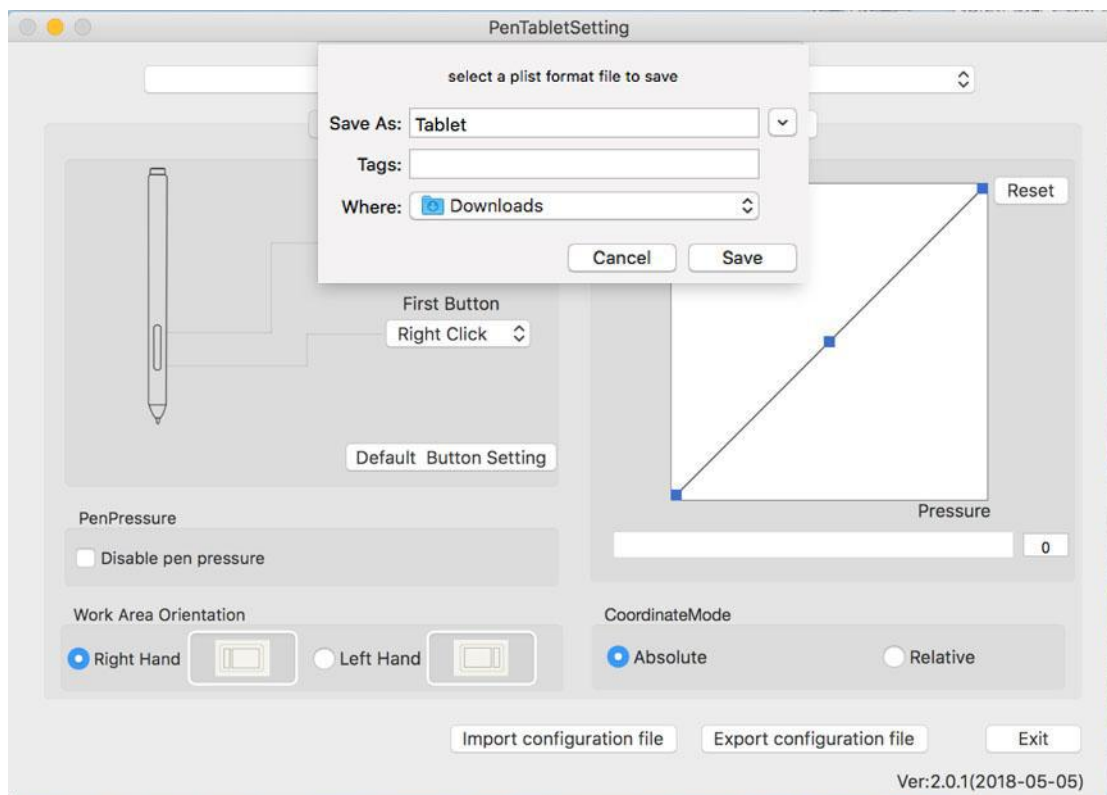 PenTabletSetting
select a plist format file to save
Save As: Tablet
Tags:
Where: Downloads
Cancel Save
Reset
First Button
Right Click
Default Button Setting
Pressure
0
PenPressure
Disable pen pressure
Work Area Orientation
Right Hand Left Hand
CoordinateMode
Absolute Relative
Import configuration file Export configuration file Exit
Ver:2.0.1(2018-05-05)